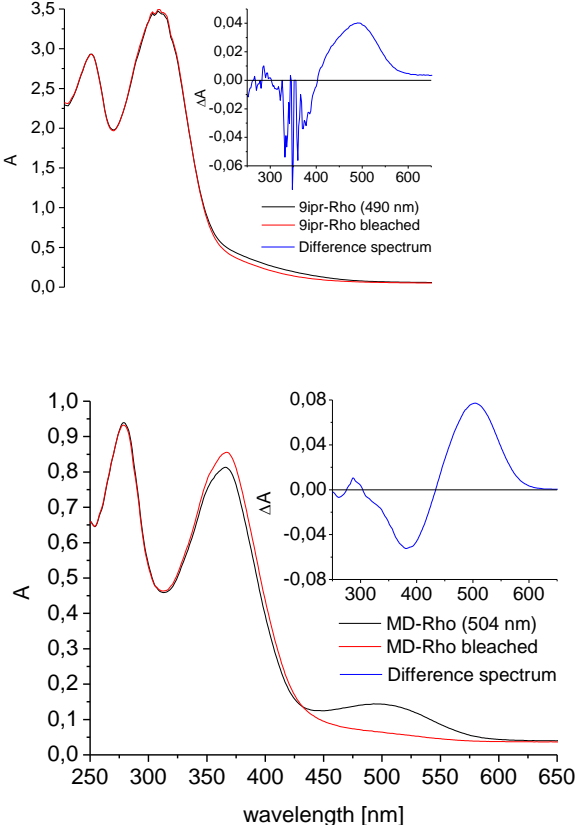 3,5
3,0
2,5
2,0
1,5
1,0
0,5
0,0
A
0,04
0,02
0,00
-0,02
-0,04
-0,06
ΔA
300 400 500 600
9ipr-Rho (490 nm)
9ipr-Rho bleached
Difference spectrum
1,0
0,9
0,8
0,7
0,6
0,5
0,4
0,3
0,2
0,1
0,0
A
0,08
0,04
0,00
-0,04
-0,08
ΔA
300 400 500 600
MD-Rho (504 nm)
MD-Rho bleached
Difference spectrum
250 300 350 400 450 500 550 600 650
wavelength [nm]